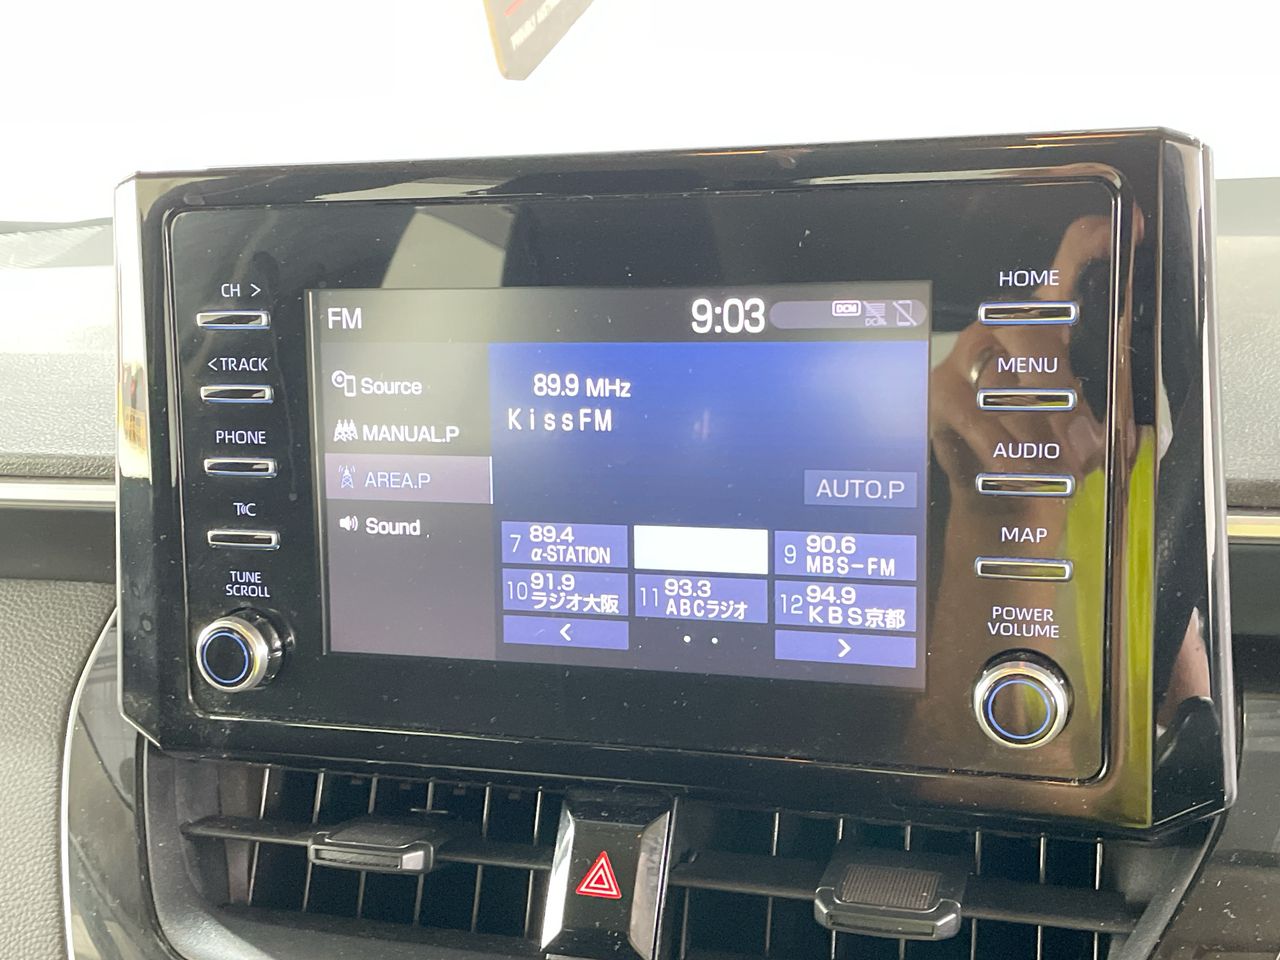 CH >
<TRACK
PHONE
TUNE
SCROLL
FM
9:03
DCM
Source
MANUAL.P
AREA.P
Sound
89.9 MHz
KissFM
AUTO.P
7 89.4
α-STATION
9 90.6
MBS-FM
10 91.9
ラジオ大阪
11 93.3
ABCラジオ
12 94.9
KBS京都
<
>
HOME
MENU
AUDIO
MAP
POWER
VOLUME